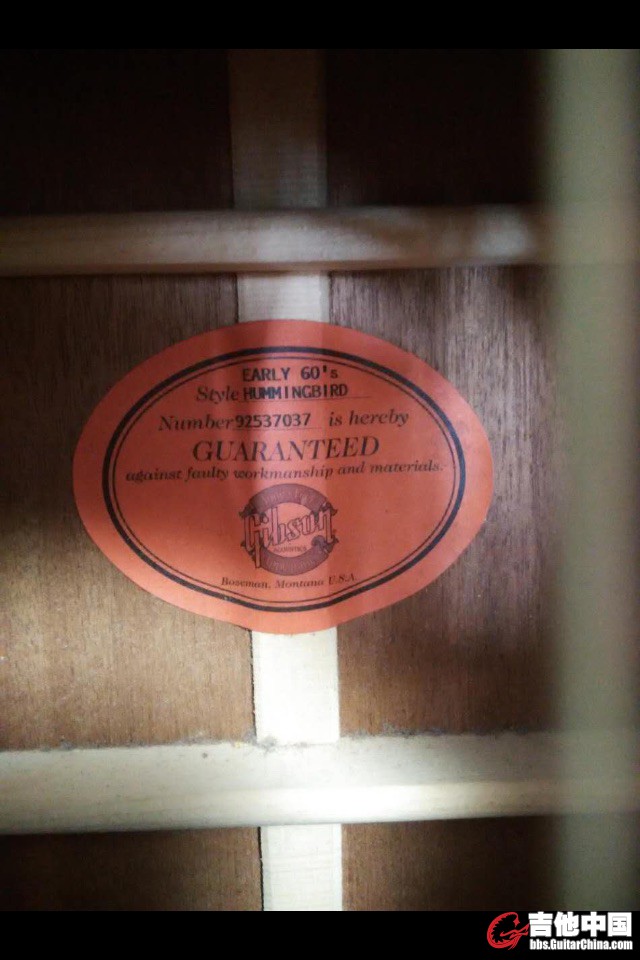 EARLY 60's
Style HUMMINGBIRD
Number 92537037 is hereby
GUARANTEED
against faulty workmanship and materials.
Gibson
Bozeman, Montana U.S.A.
吉他中国
bbs.GuitarChina.com